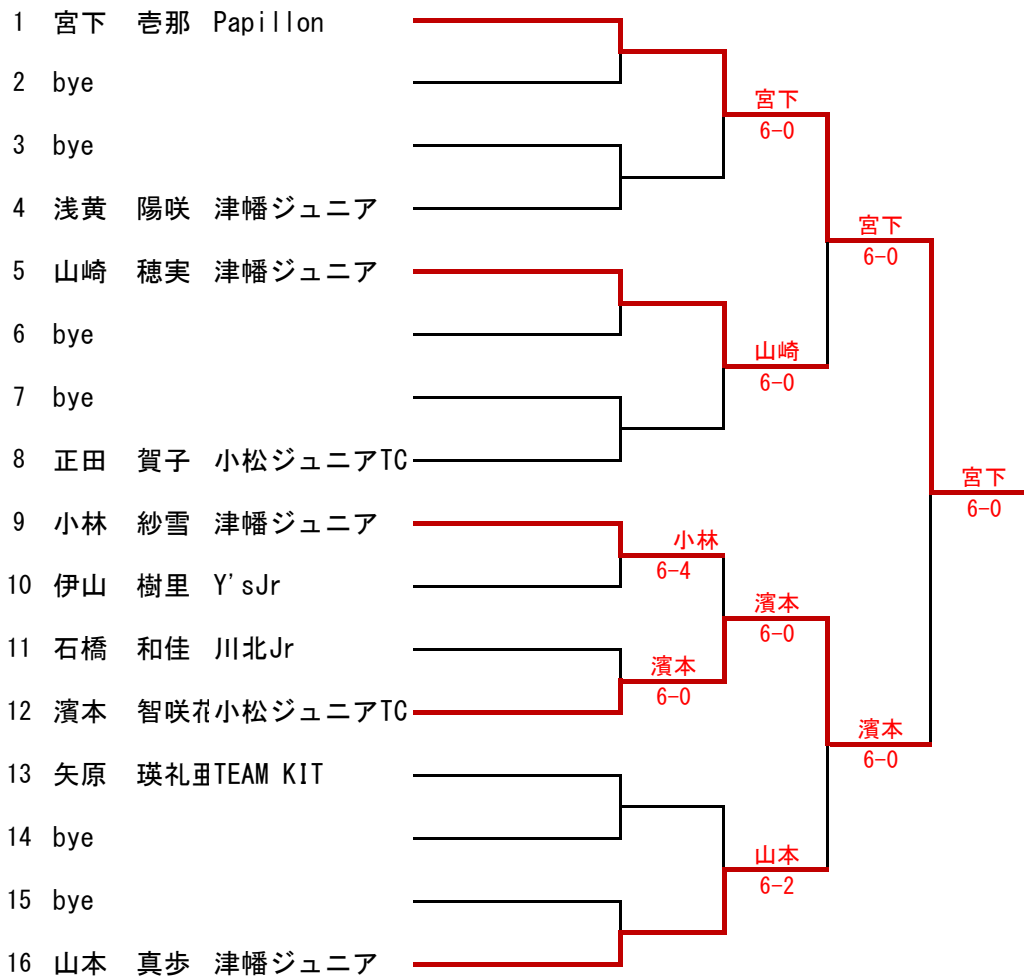 1 宮下 壱那 Papillon
2 bye
宮下
6-0
3 bye
4 浅黄 陽咲 津幡ジュニア
宮下
6-0
5 山崎 穂実 津幡ジュニア
6 bye
山崎
6-0
7 bye
8 正田 賀子 小松ジュニアTC
宮下
6-0
9 小林 紗雪 津幡ジュニア
小林
6-4
10 伊山 樹里 Y'sJr
濱本
6-0
11 石橋 和佳 川北Jr
濱本
6-0
12 濱本 智咲花 小松ジュニアTC
濱本
6-0
13 矢原 瑛礼 TEAM KIT
14 bye
山本
6-2
15 bye
16 山本 真歩 津幡ジュニア